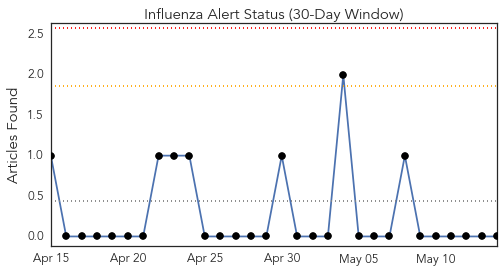 Influenza Alert Status (30-Day Window)
Articles Found
2.5
2.0
1.5
1.0
0.5
0.0
Apr 15
Apr 20
Apr 25
Apr 30
May 05
May 10